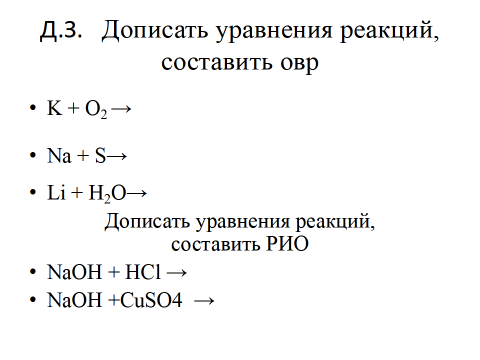 Д.3. Дописать уравнения реакций,
составить овр
• K + O₂ →
• Na + S→
• Li + H₂O→
Дописать уравнения реакций,
составить РИО
• NaOH + HCl →
• NaOH +CuSO4 →